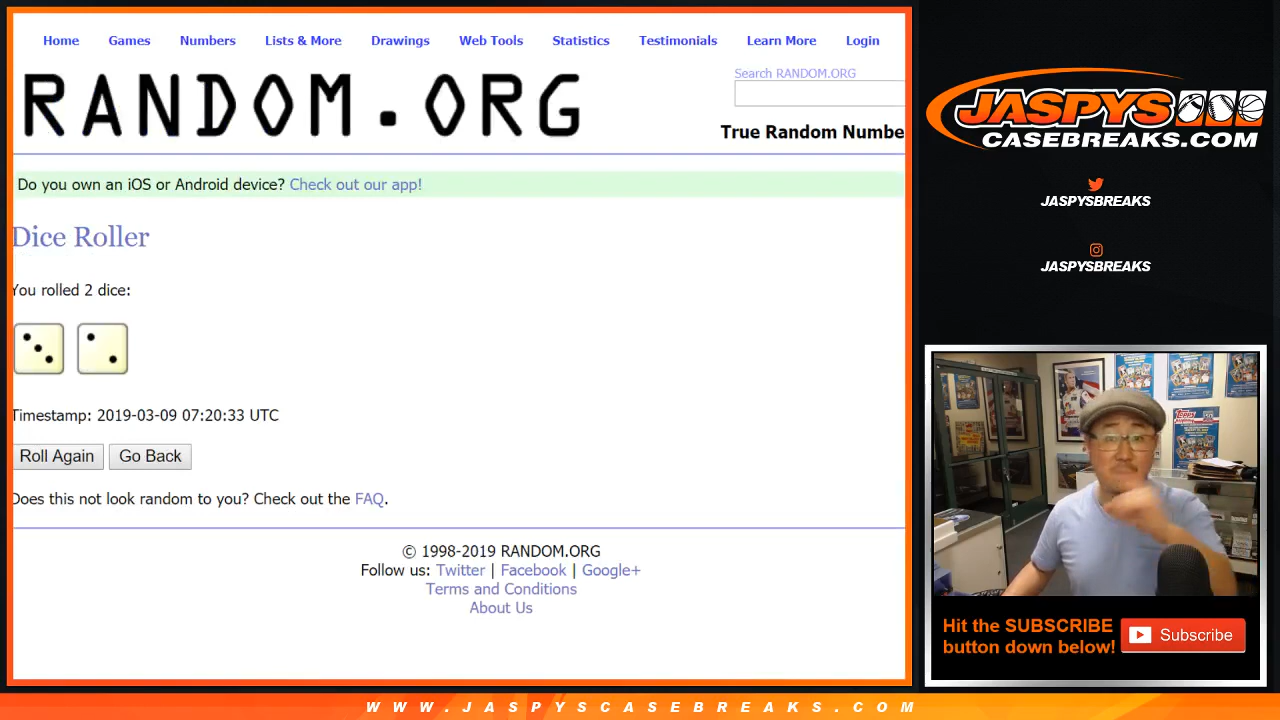 Home Games Numbers Lists & More Drawings Web Tools Statistics Testimonials Learn More Login
RANDOM.ORG
Search RANDOM.ORG
True Random Numbe
Do you own an iOS or Android device? Check out our app!
Dice Roller
You rolled 2 dice:
Timestamp: 2019-03-09 07:20:33 UTC
Roll Again Go Back
Does this not look random to you? Check out the FAQ.
© 1998-2019 RANDOM.ORG
Follow us: Twitter | Facebook | Google+
Terms and Conditions
About Us
JASPYS
CASEBREAKS.COM
JASPYSBREAKS
JASPYSBREAKS
Topps
Hit the SUBSCRIBE
button down below!
Subscribe
WWW.JASPYSCASEBREAKS.COM